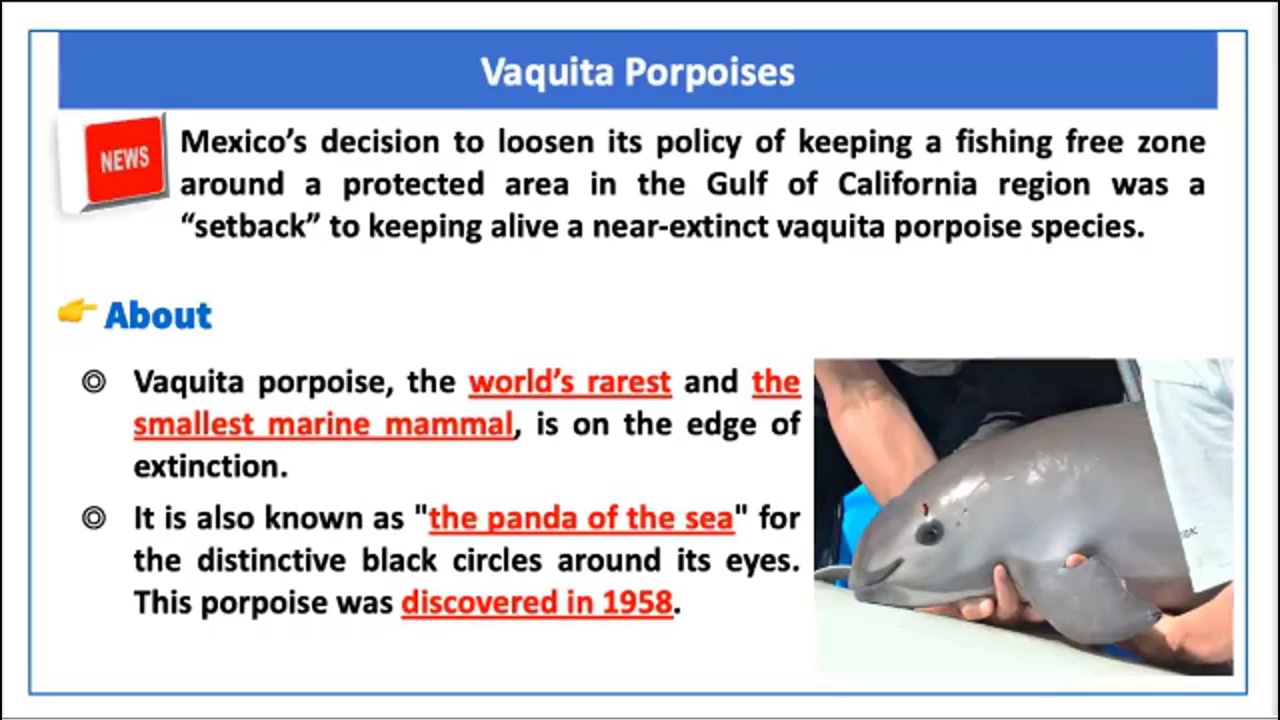 Vaquita Porpoises
NEWS
Mexico’s decision to loosen its policy of keeping a fishing free zone
around a protected area in the Gulf of California region was a
“setback” to keeping alive a near-extinct vaquita porpoise species.
About
Vaquita porpoise, the world’s rarest and the
smallest marine mammal, is on the edge of
extinction.
It is also known as "the panda of the sea" for
the distinctive black circles around its eyes.
This porpoise was discovered in 1958.